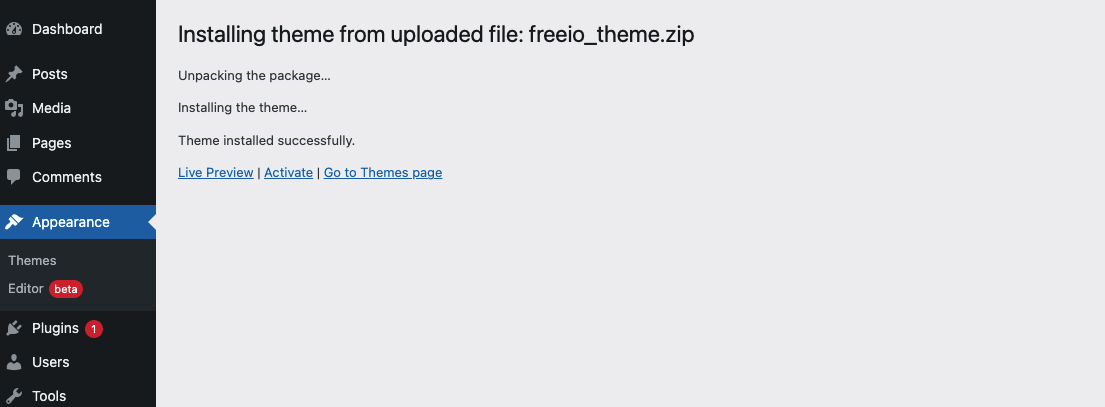 Dashboard
Posts
Media
Pages
Comments
Appearance
Themes
Editor beta
Plugins 1
Users
Tools
Installing theme from uploaded file: freeio_theme.zip
Unpacking the package…
Installing the theme…
Theme installed successfully.
Live Preview | Activate | Go to Themes page